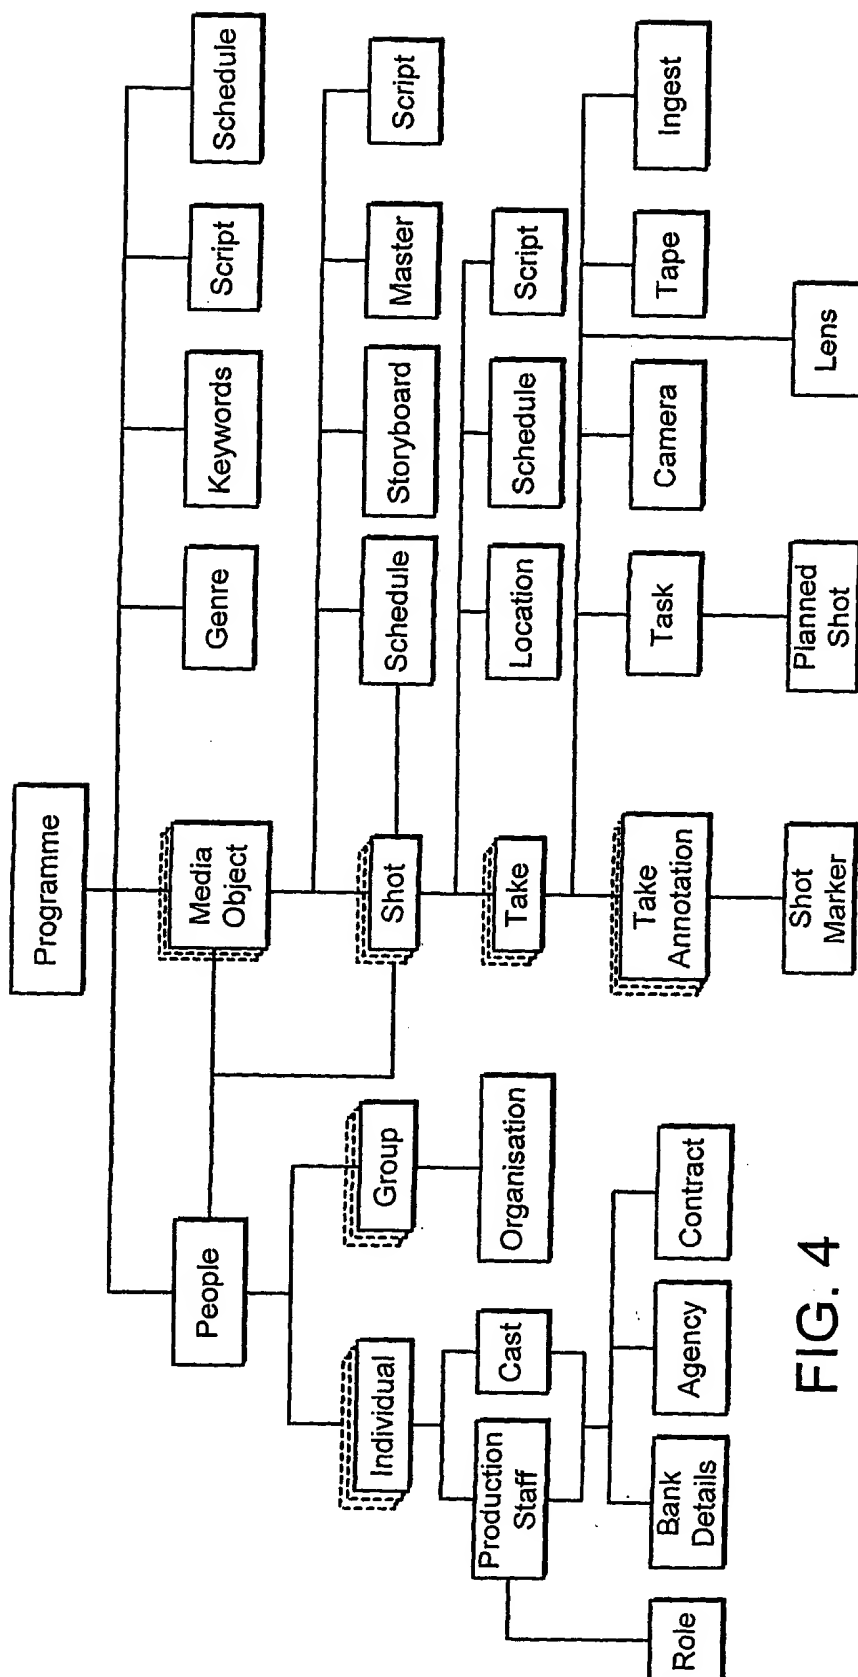 Programme
People
Media
Object
Genre
Keywords
Script
Schedule
Individual
Group
Shot
Schedule
Storyboard
Master
Script
Production
Staff
Cast
Organisation
Take
Location
Schedule
Script
Role
Bank
Details
Agency
Contract
Take
Annotation
Task
Camera
Tape
Ingest
Shot
Marker
Planned
Shot
Lens
FIG. 4